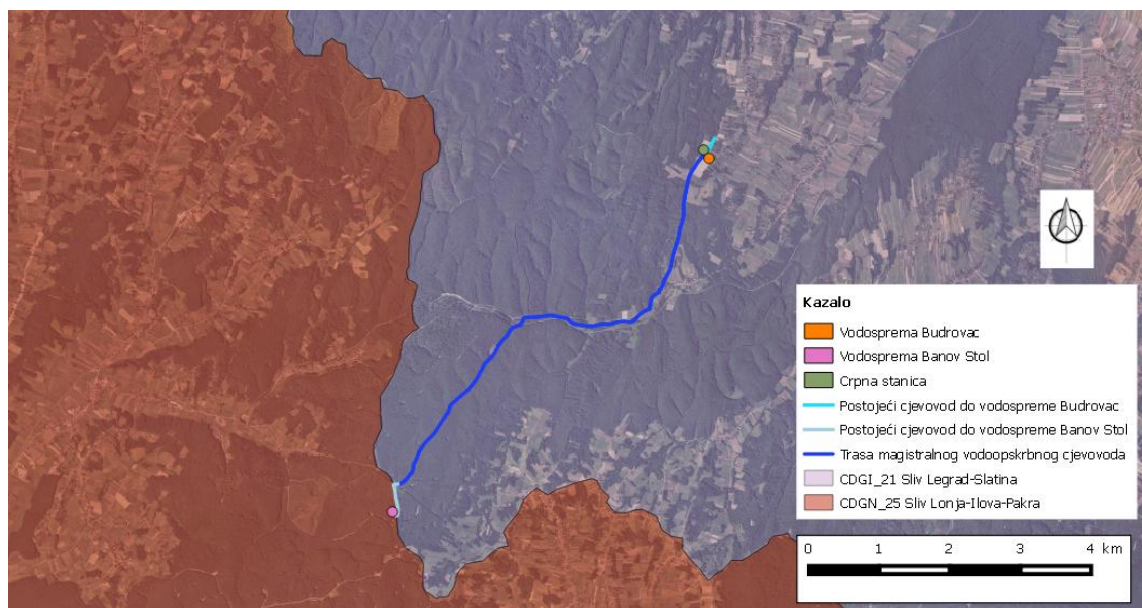 Kazalo
Vodosprema Budrovac
Vodosprema Banov Stol
Crpna stanica
Postojeći cjevovod do vodospreme Budrovac
Postojeći cjevovod do vodospreme Banov Stol
Trasa magistralnog vodoopskrbnog cjevovoda
CDGI_21 Sliv Legrad-Slatina
CDGN_25 Sliv Lonja-Ilova-Pakra
0 1 2 3 4 km